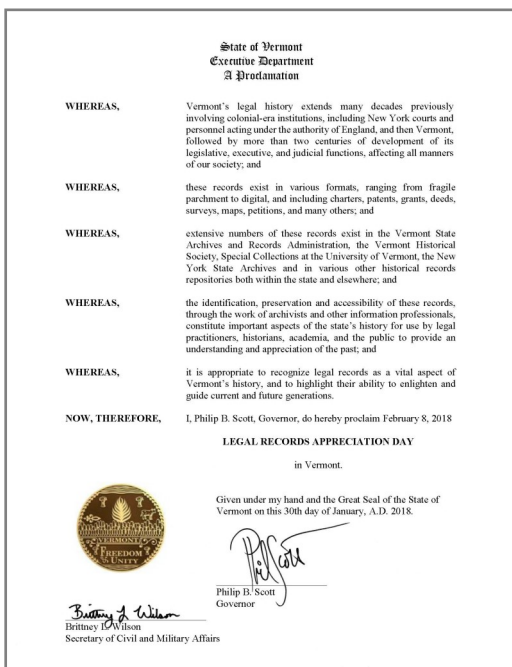 State of Vermont
Executive Department
A Proclamation
WHEREAS, Vermont's legal history extends many decades previously
involving colonial-era institutions, including New York courts and
personnel acting under the authority of England, and then Vermont,
followed by more than two centuries of development of its
legislative, executive, and judicial functions, affecting all manners
of our society; and
WHEREAS, these records exist in various formats, ranging from fragile
parchment to digital, and including charters, patents, grants, deeds,
surveys, maps, petitions, and many others; and
WHEREAS, extensive numbers of these records exist in the Vermont State
Archives and Records Administration, the Vermont Historical
Society, Special Collections at the University of Vermont, the New
York State Archives and in various other historical records
repositories both within the state and elsewhere; and
WHEREAS, the identification, preservation and accessibility of these records,
through the work of archivists and other information professionals,
constitute important aspects of the state's history for use by legal
practitioners, historians, academia, and the public to provide an
understanding and appreciation of the past; and
WHEREAS, it is appropriate to recognize legal records as a vital aspect of
Vermont's history, and to highlight their ability to enlighten and
guide current and future generations.
NOW, THEREFORE, I, Philip B. Scott, Governor, do hereby proclaim February 8, 2018
LEGAL RECORDS APPRECIATION DAY
in Vermont.
Given under my hand and the Great Seal of the State of
Vermont on this 30th day of January, A.D. 2018.
VERMONT
FREEDOM
& UNITY
Phil Scott
Philip B. Scott
Governor
Brittney L Wilson
Brittney L. Wilson
Secretary of Civil and Military Affairs